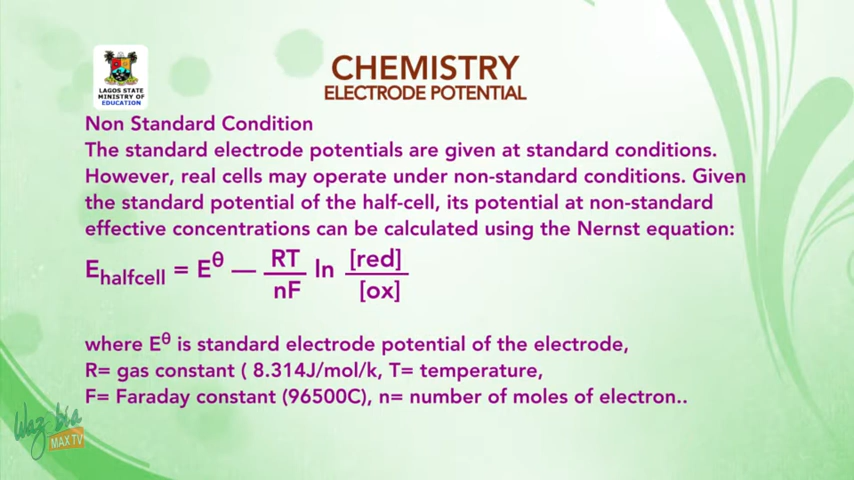 CHEMISTRY
ELECTRODE POTENTIAL
LAGOS STATE
MINISTRY OF
EDUCATION
Non Standard Condition
The standard electrode potentials are given at standard conditions.
However, real cells may operate under non-standard conditions. Given
the standard potential of the half-cell, its potential at non-standard
effective concentrations can be calculated using the Nernst equation:
E_halfcell = E^θ — RT/nF ln [red]/[ox]
where E^θ is standard electrode potential of the electrode,
R= gas constant ( 8.314J/mol/k, T= temperature,
F= Faraday constant (96500C), n= number of moles of electron..
Waz bia
MAX TV